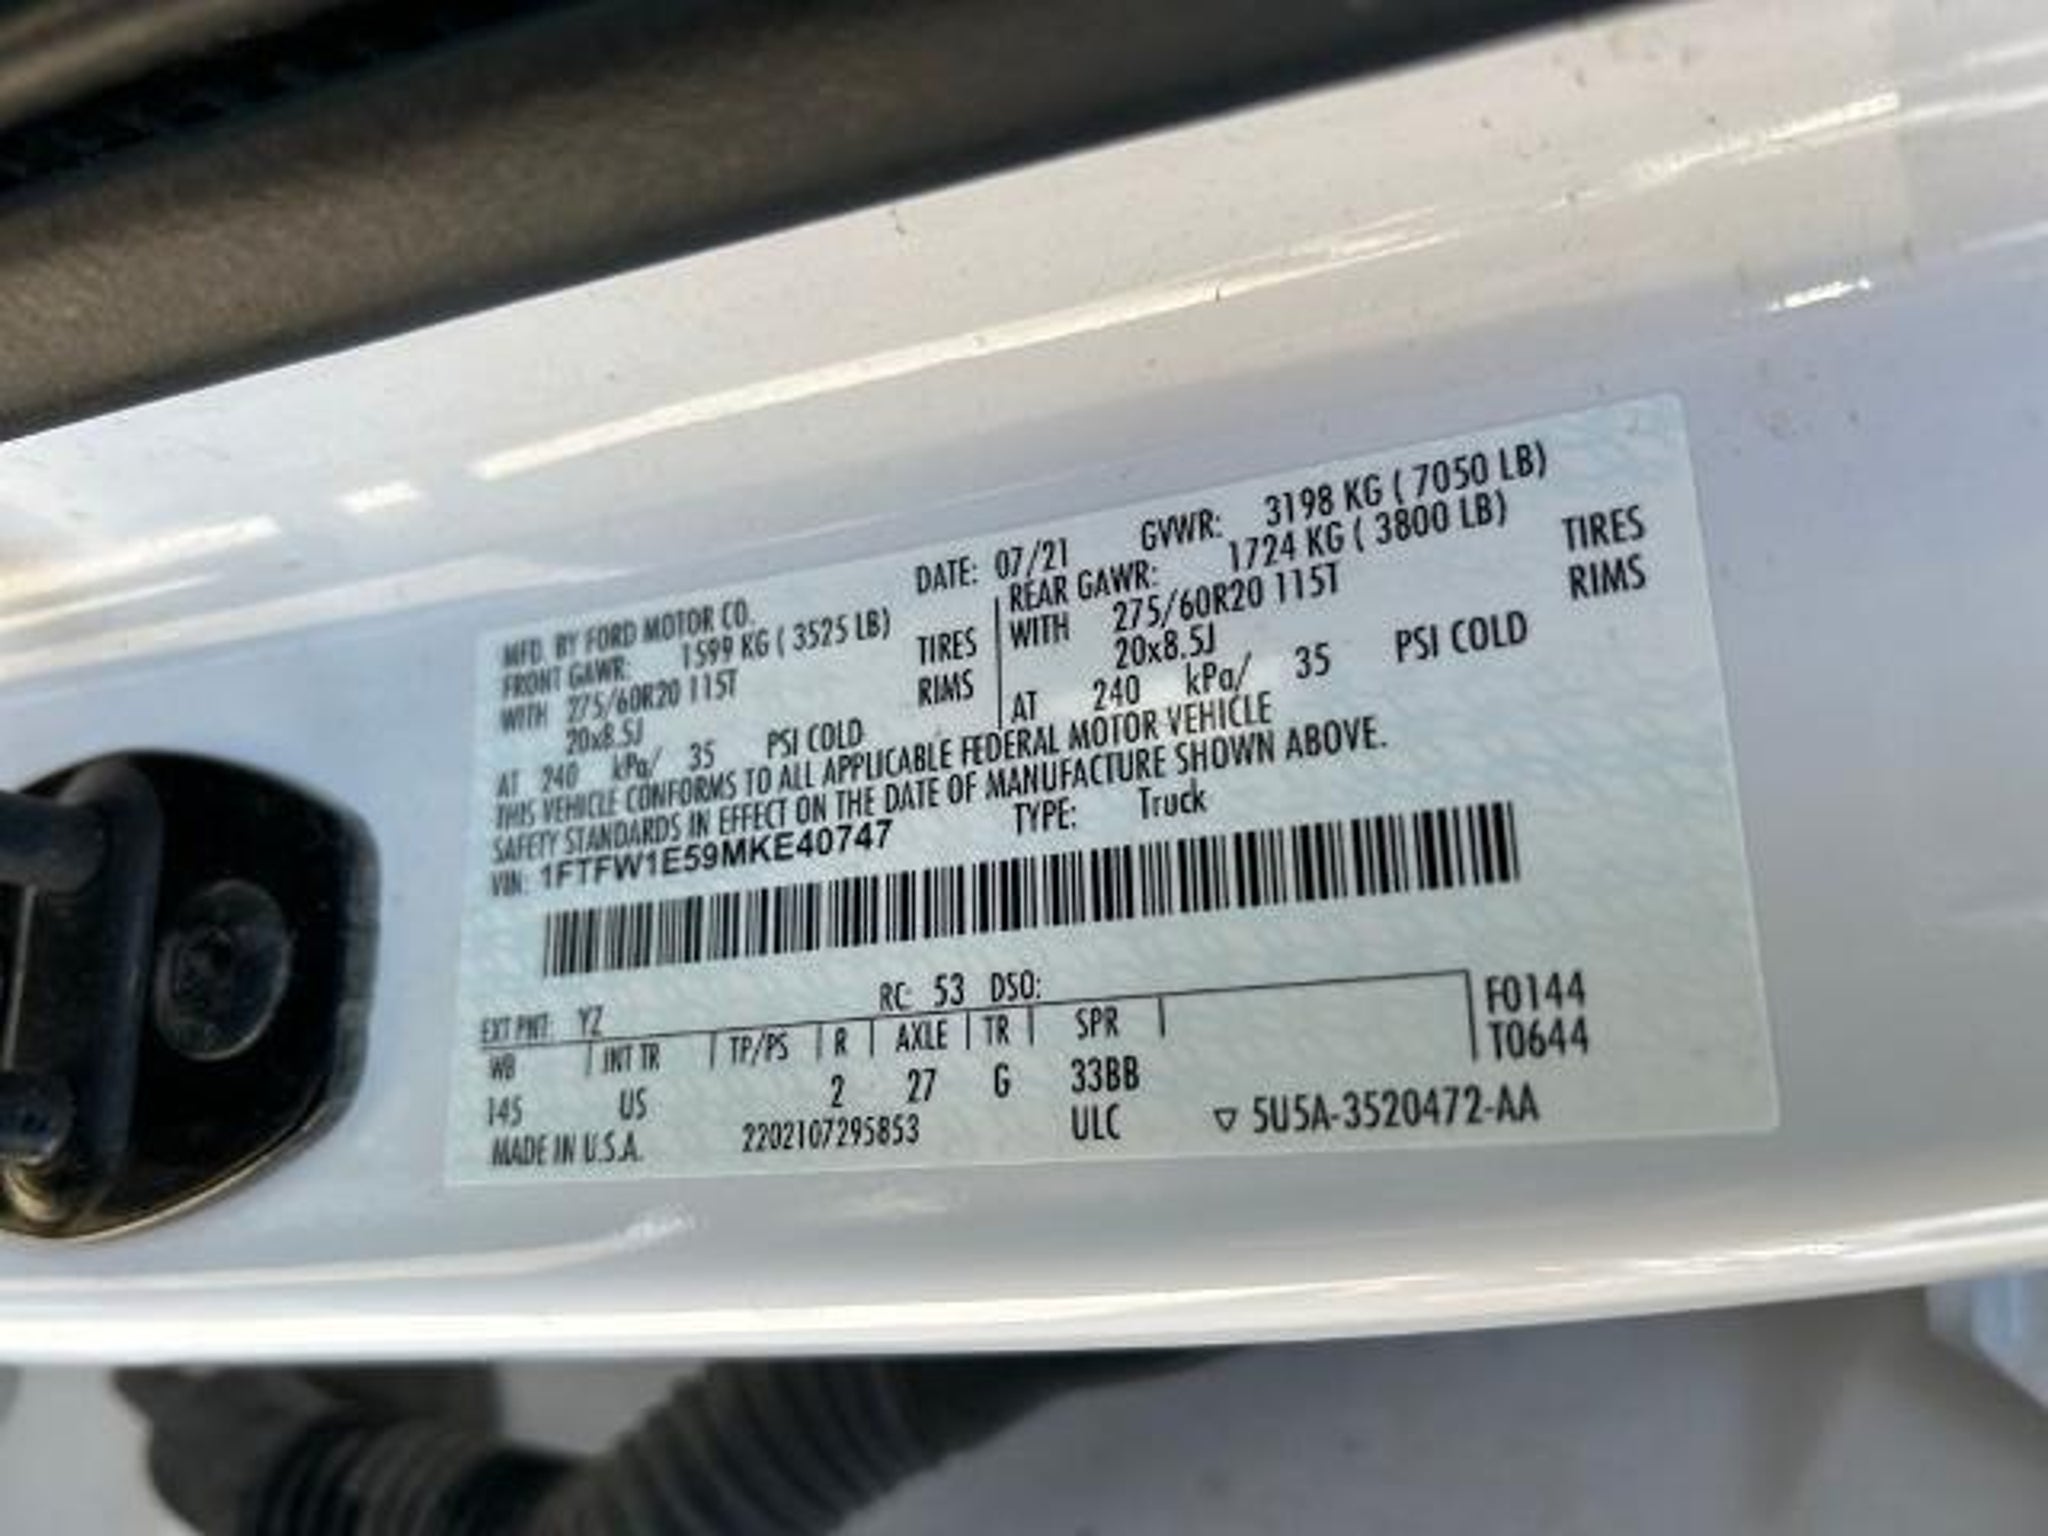 MFD. BY FORD MOTOR CO. DATE: 07/21 GVWR: 3198 KG ( 7050 LB)
FRONT GAWR: 1599 KG ( 3525 LB) REAR GAWR: 1724 KG ( 3800 LB)
WITH 275/60R20 115T TIRES WITH 275/60R20 115T TIRES
20x8.5J RIMS 20x8.5J RIMS
AT 240 kPa/ 35 PSI COLD AT 240 kPa/ 35 PSI COLD
THIS VEHICLE CONFORMS TO ALL APPLICABLE FEDERAL MOTOR VEHICLE
SAFETY STANDARDS IN EFFECT ON THE DATE OF MANUFACTURE SHOWN ABOVE.
VIN: 1FTFW1E59MKE40747 TYPE: Truck
EXT PNT: YZ RC: 53 DSO: F0144
WB INT TR TP/PS R AXLE TR SPR T0644
145 US 2 27 G 33BB
MADE IN U.S.A. 2202107295853 ULC ▽ 5U5A-3520472-AA